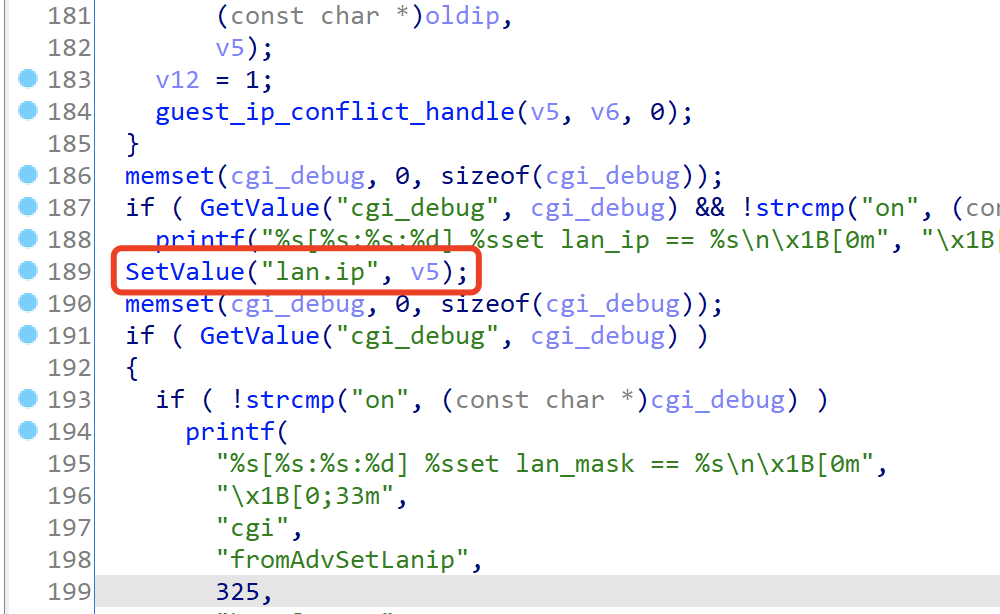 181 (const char *)oldip,
182 v5);
183 v12 = 1;
184 guest_ip_conflict_handle(v5, v6, 0);
185 }
186 memset(cgi_debug, 0, sizeof(cgi_debug));
187 if ( GetValue("cgi_debug", cgi_debug) && !strcmp("on", (con
188 printf("%s[%s:%s:%d] %sset lan_ip == %s\n\x1B[0m", "\x1B[
189 SetValue("lan.ip", v5);
190 memset(cgi_debug, 0, sizeof(cgi_debug));
191 if ( GetValue("cgi_debug", cgi_debug) )
192 {
193 if ( !strcmp("on", (const char *)cgi_debug) )
194 printf(
195 "%s[%s:%s:%d] %sset lan_mask == %s\n\x1B[0m",
196 "\x1B[0;33m",
197 "cgi",
198 "fromAdvSetLanip",
199 325,